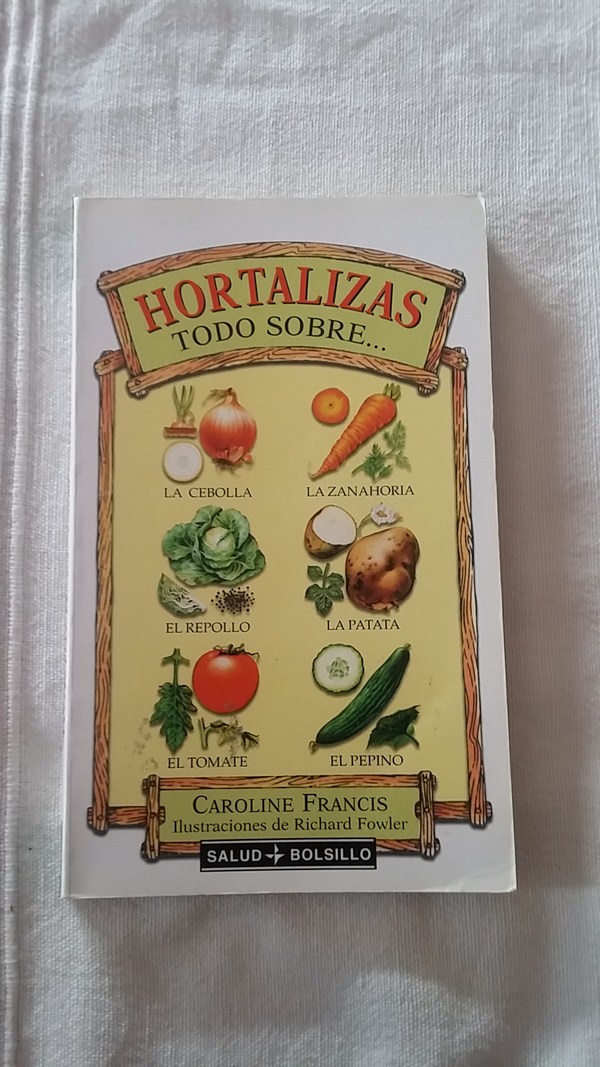 HORTALIZAS
TODO SOBRE...
LA CEBOLLA
LA ZANAHORIA
EL REPOLLO
LA PATATA
EL TOMATE
EL PEPINO
CAROLINE FRANCIS
Ilustraciones de Richard Fowler
SALUD BOLSILLO